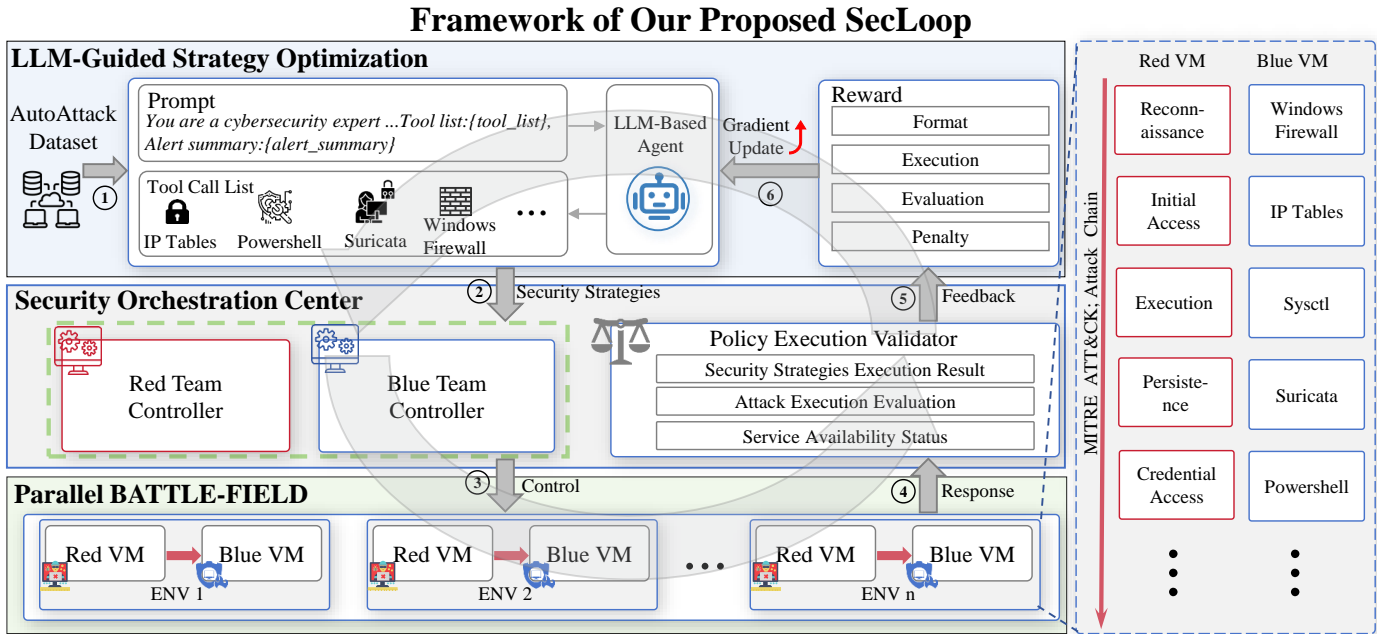 Framework of Our Proposed SecLoop
LLM-Guided Strategy Optimization
AutoAttack
Dataset
①
Prompt
You are a cybersecurity expert ...Tool list:{tool_list},
Alert summary:{alert_summary}
Tool Call List
IP Tables
Powershell
Suricata
Windows
Firewall
...
LLM-Based
Agent
Gradient
Update
⑥
Reward
Format
Execution
Evaluation
Penalty
②
Security Strategies
⑤
Feedback
Security Orchestration Center
Red Team
Controller
Blue Team
Controller
Policy Execution Validator
Security Strategies Execution Result
Attack Execution Evaluation
Service Availability Status
③
Control
④
Response
Parallel BATTLE-FIELD
Red VM
Blue VM
ENV 1
Red VM
Blue VM
ENV 2
...
Red VM
Blue VM
ENV n
Red VM
Blue VM
MITRE ATT&CK; Attack Chain
Reconn-
aissance
Windows
Firewall
Initial
Access
IP Tables
Execution
Sysctl
Persiste-
nce
Suricata
Credential
Access
Powershell